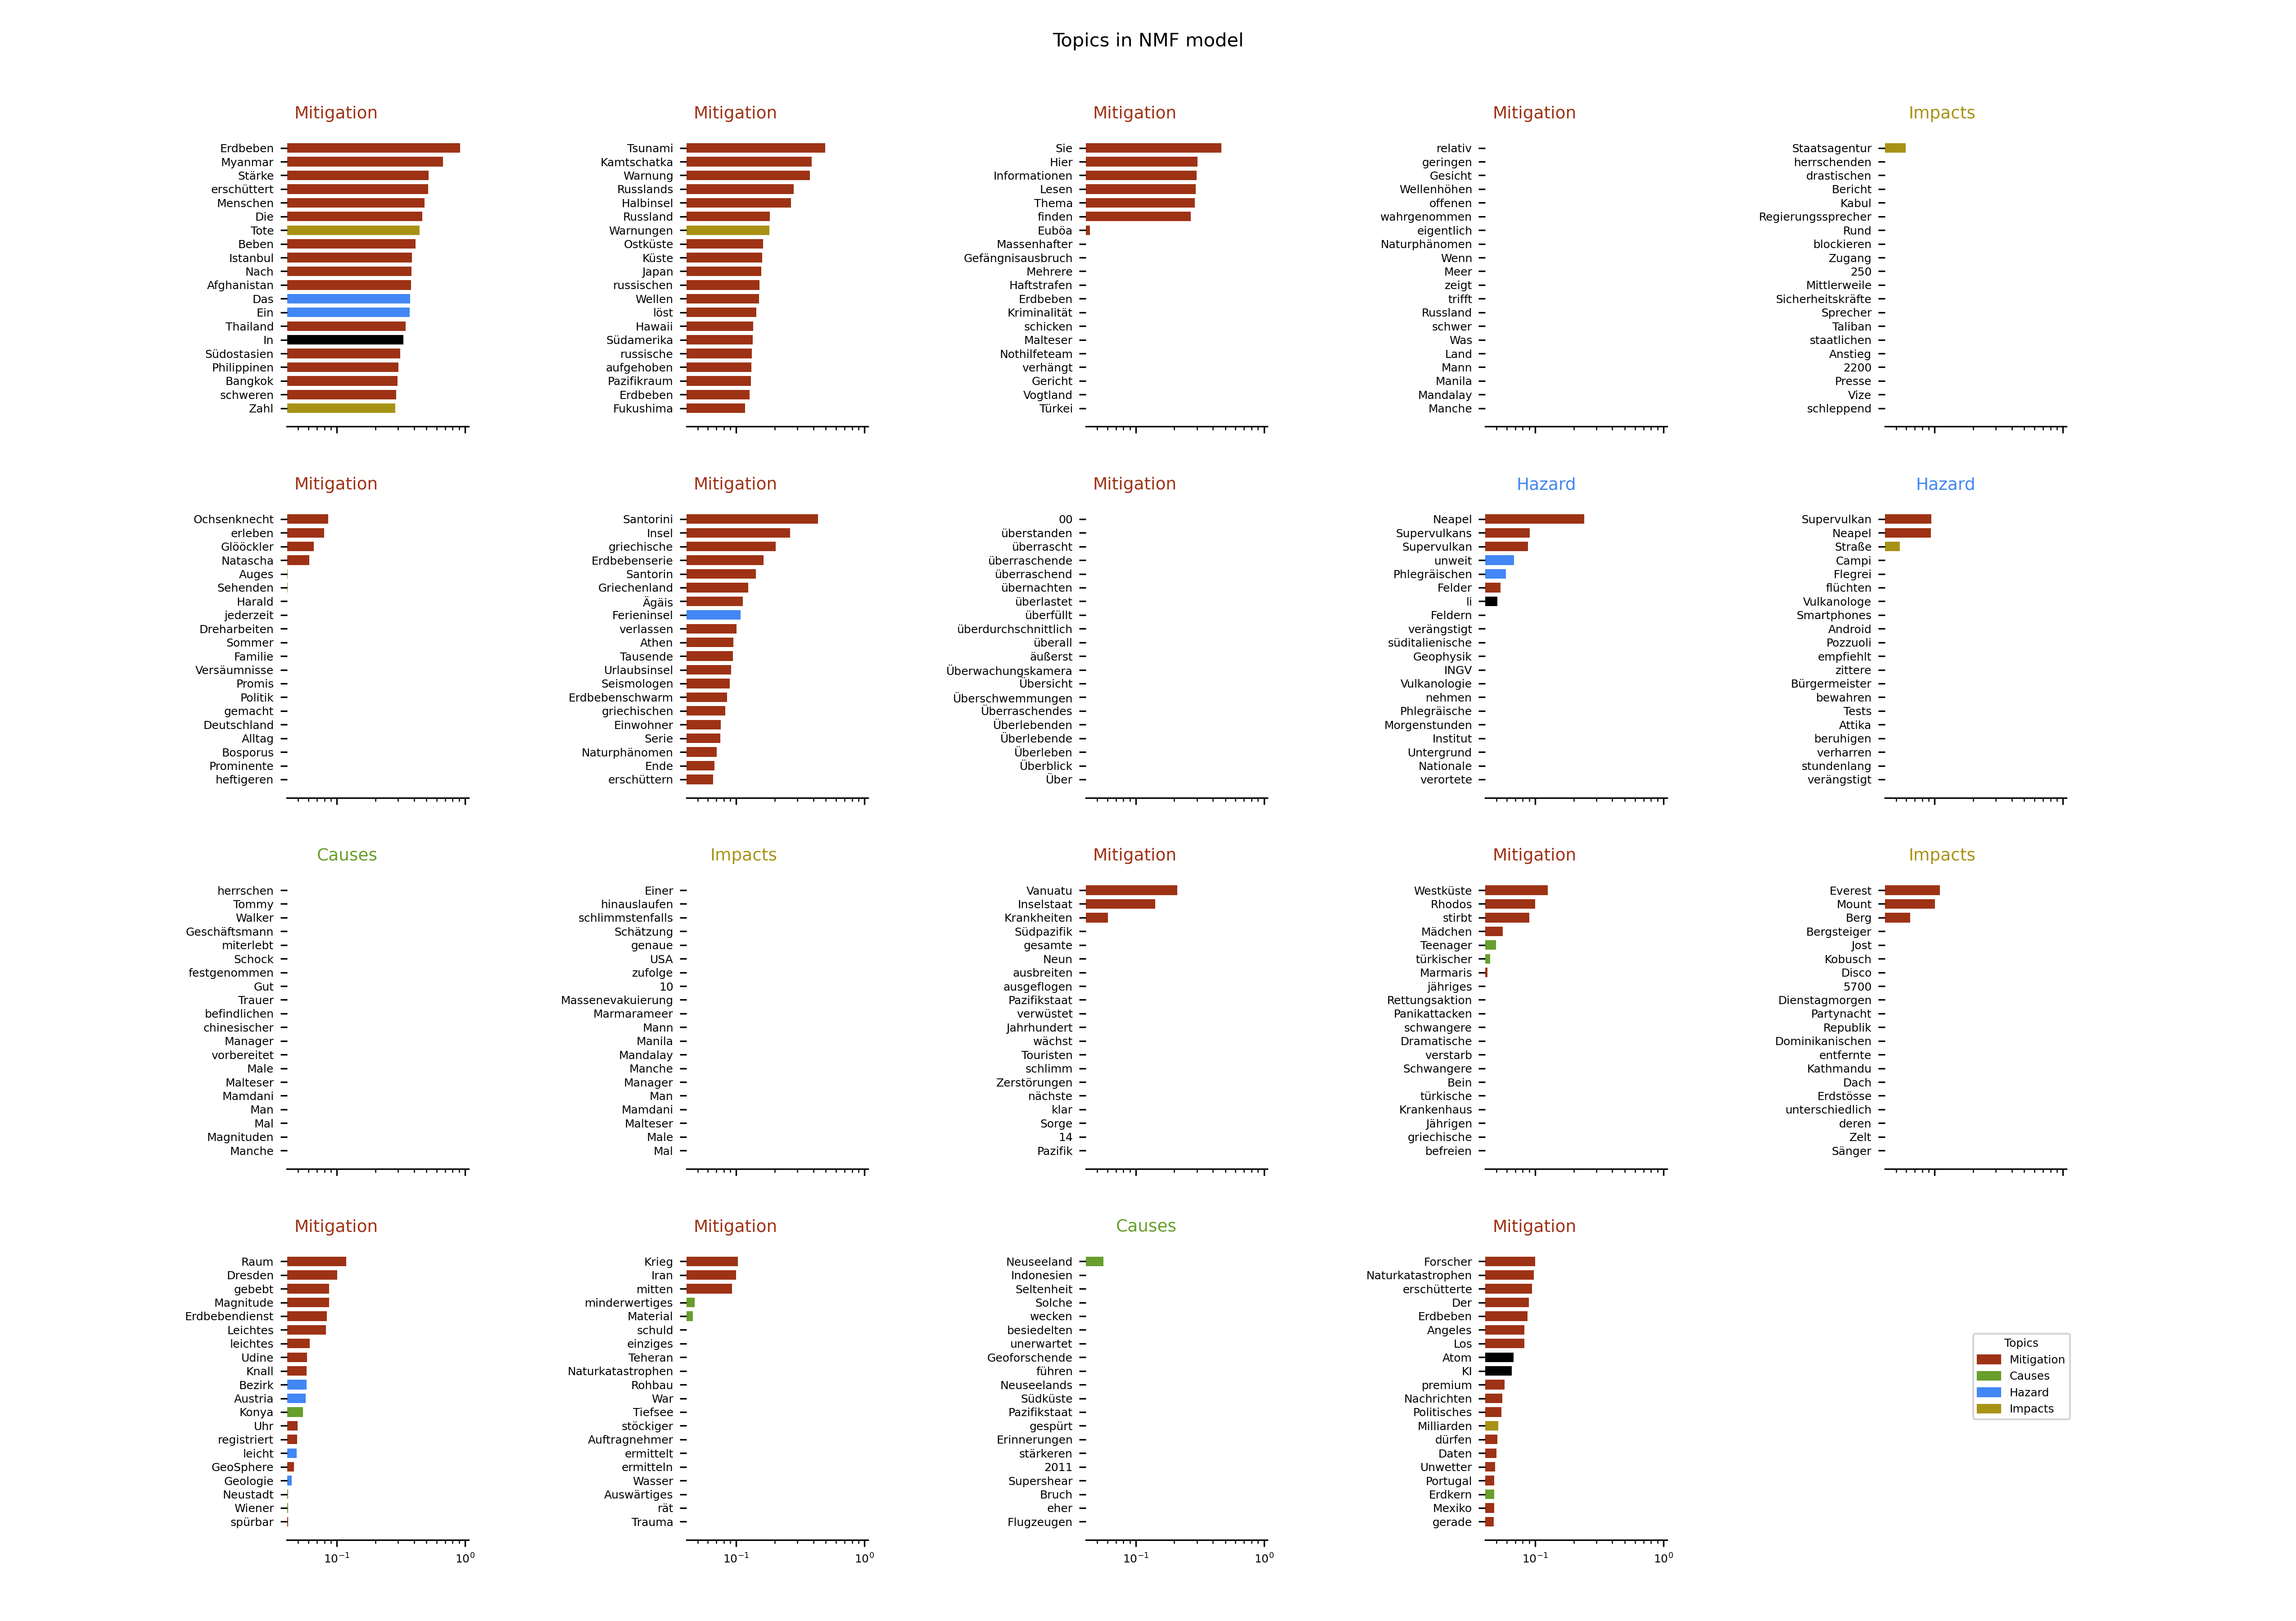 Topics in NMF model
Mitigation
Erdbeben
Myanmar
Stärke
erschüttert
Menschen
Die
Tote
Beben
Istanbul
Nach
Afghanistan
Das
Ein
Thailand
In
Südostasien
Philippinen
Bangkok
schweren
Zahl
Mitigation
Tsunami
Kamtschatka
Warnung
Russlands
Halbinsel
Russland
Warnungen
Ostküste
Küste
Japan
russischen
Wellen
löst
Hawaii
Südamerika
russische
aufgehoben
Pazifikraum
Erdbeben
Fukushima
Mitigation
Sie
Hier
Informationen
Lesen
Thema
finden
Euböa
Massenhafter
Gefängnisausbruch
Mehrere
Haftstrafen
Erdbeben
Kriminalität
schicken
Malteser
Nothilfeteam
verhängt
Gericht
Vogtland
Türkei
Mitigation
relativ
geringen
Gesicht
Wellenhöhen
offenen
wahrgenommen
eigentlich
Naturphänomen
Wenn
Meer
zeigt
trifft
Russland
schwer
Was
Land
Mann
Manila
Mandalay
Manche
Impacts
Staatsagentur
herrschenden
drastischen
Bericht
Kabul
Regierungssprecher
Rund
blockieren
Zugang
250
Mittlerweile
Sicherheitskräfte
Sprecher
Taliban
staatlichen
Anstieg
2200
Presse
Vize
schleppend
Mitigation
Ochsenknecht
erleben
Glööckler
Natascha
Auges
Sehenden
Harald
jederzeit
Dreharbeiten
Sommer
Familie
Versäumnisse
Promis
Politik
gemacht
Deutschland
Alltag
Bosporus
Prominente
heftigeren
Mitigation
Santorini
Insel
griechische
Erdbebenserie
Santorin
Griechenland
Ägäis
Ferieninsel
verlassen
Athen
Tausende
Urlaubsinsel
Seismologen
Erdbebenschwarm
griechischen
Einwohner
Serie
Naturphänomen
Ende
erschüttern
Mitigation
00
überstanden
überrascht
überraschende
überraschend
übernachten
überlastet
überfüllt
überdurchschnittlich
überall
äußerst
Überwachungskamera
Übersicht
Überschwemmungen
Überraschendes
Überlebenden
Überlebende
Überleben
Überblick
Über
Hazard
Neapel
Supervulkans
Supervulkan
unweit
Phlegräischen
Felder
li
Feldern
verängstigt
süditalienische
Geophysik
INGV
Vulkanologie
nehmen
Phlegräische
Morgenstunden
Institut
Untergrund
Nationale
verortete
Hazard
Supervulkan
Neapel
Straße
Campi
Flegrei
flüchten
Vulkanologe
Smartphones
Android
Pozzuoli
empfiehlt
zittere
Bürgermeister
bewahren
Tests
Attika
beruhigen
verharren
stundenlang
verängstigt
Causes
herrschen
Tommy
Walker
Geschäftsmann
miterlebt
Schock
festgenommen
Gut
Trauer
befindlichen
chinesischer
Manager
vorbereitet
Male
Malteser
Mamdani
Man
Mal
Magnituden
Manche
Impacts
Einer
hinauslaufen
schlimmstenfalls
Schätzung
genaue
USA
zufolge
10
Massenevakuierung
Marmarameer
Mann
Manila
Mandalay
Manche
Manager
Man
Mamdani
Malteser
Male
Mal
Mitigation
Vanuatu
Inselstaat
Krankheiten
Südpazifik
gesamte
Neun
ausbreiten
ausgeflogen
Pazifikstaat
verwüstet
Jahrhundert
wächst
Touristen
schlimm
Zerstörungen
nächste
klar
Sorge
14
Pazifik
Mitigation
Westküste
Rhodos
stirbt
Mädchen
Teenager
türkischer
Marmaris
jähriges
Rettungsaktion
Panikattacken
schwangere
Dramatische
verstarb
Schwangere
Bein
türkische
Krankenhaus
Jährigen
griechische
befreien
Impacts
Everest
Mount
Berg
Bergsteiger
Jost
Kobusch
Disco
5700
Dienstagmorgen
Partynacht
Republik
Dominikanischen
entfernte
Kathmandu
Dach
Erdstösse
unterschiedlich
deren
Zelt
Sänger
Mitigation
Raum
Dresden
gebebt
Magnitude
Erdbebendienst
Leichtes
leichtes
Udine
Knall
Bezirk
Austria
Konya
Uhr
registriert
leicht
GeoSphere
Geologie
Neustadt
Wiener
spürbar
10⁻¹ 10⁰
Mitigation
Krieg
Iran
mitten
minderwertiges
Material
schuld
einziges
Teheran
Naturkatastrophen
Rohbau
War
Tiefsee
stöckiger
Auftragnehmer
ermittelt
ermitteln
Wasser
Auswärtiges
rät
Trauma
10⁻¹ 10⁰
Causes
Neuseeland
Indonesien
Seltenheit
Solche
wecken
besiedelten
unerwartet
Geoforschende
führen
Neuseelands
Südküste
Pazifikstaat
gespürt
Erinnerungen
stärkeren
2011
Supershear
Bruch
eher
Flugzeugen
10⁻¹ 10⁰
Mitigation
Forscher
Naturkatastrophen
erschütterte
Der
Erdbeben
Angeles
Los
Atom
KI
premium
Nachrichten
Politisches
Milliarden
dürfen
Daten
Unwetter
Portugal
Erdkern
Mexiko
gerade
10⁻¹ 10⁰
Topics
Mitigation
Causes
Hazard
Impacts